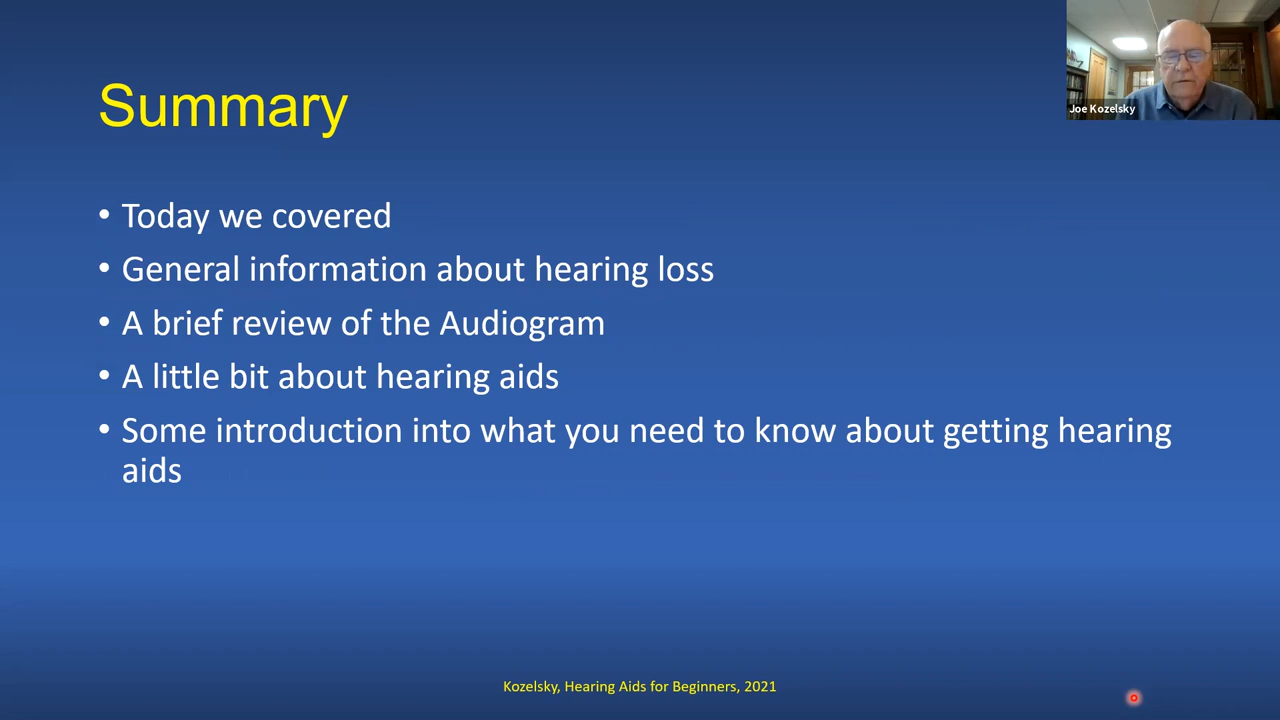 Joe Kozelsky
Summary
• Today we covered
• General information about hearing loss
• A brief review of the Audiogram
• A little bit about hearing aids
• Some introduction into what you need to know about getting hearing
aids
Kozelsky, Hearing Aids for Beginners, 2021